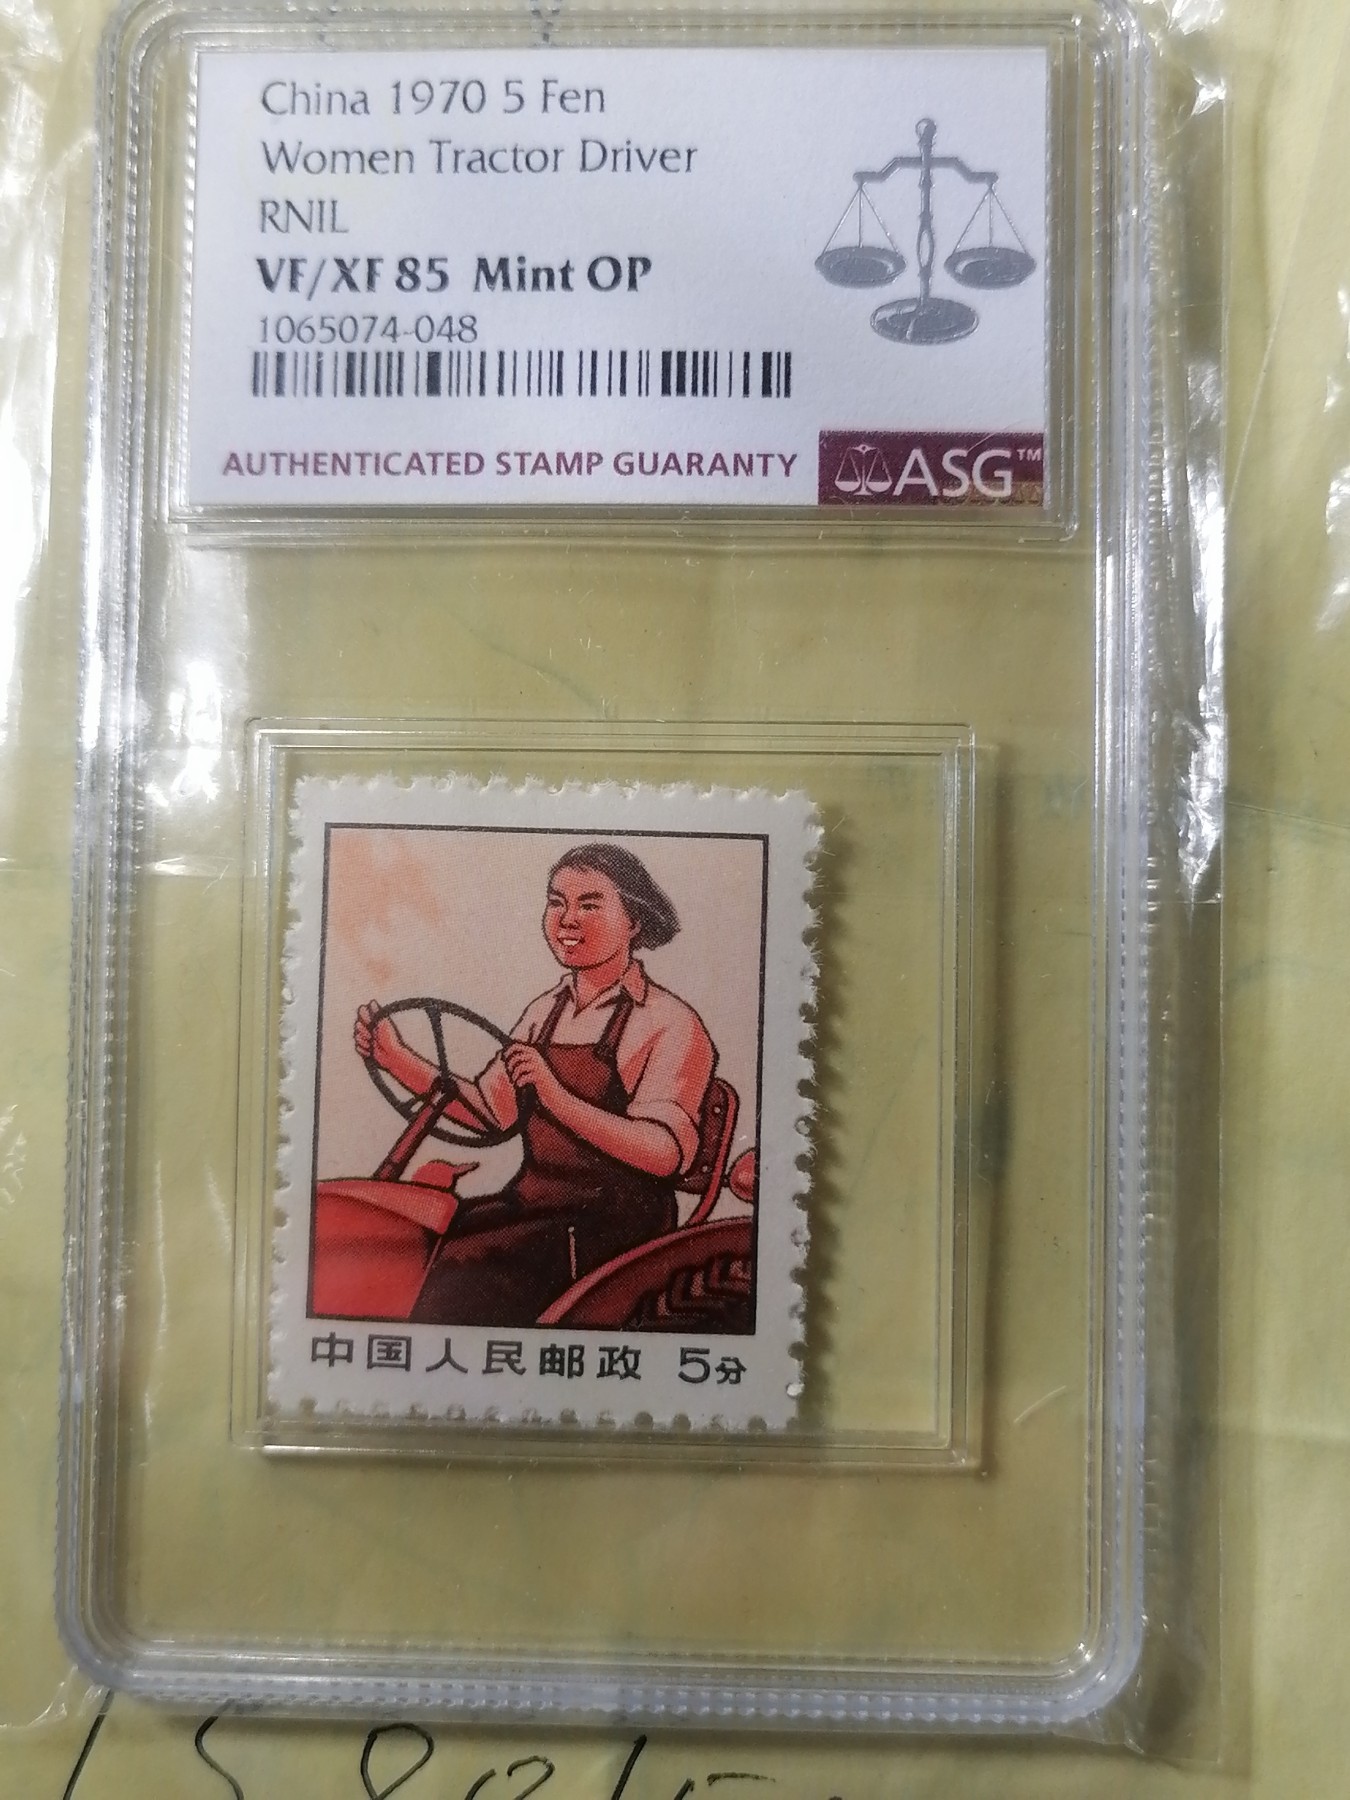 China 1970 5 Fen
Women Tractor Driver
RNIL
VF/XF 85 Mint OP
1065074-048
AUTHENTICATED STAMP GUARANTY
ASG™
中国人民邮政 5分